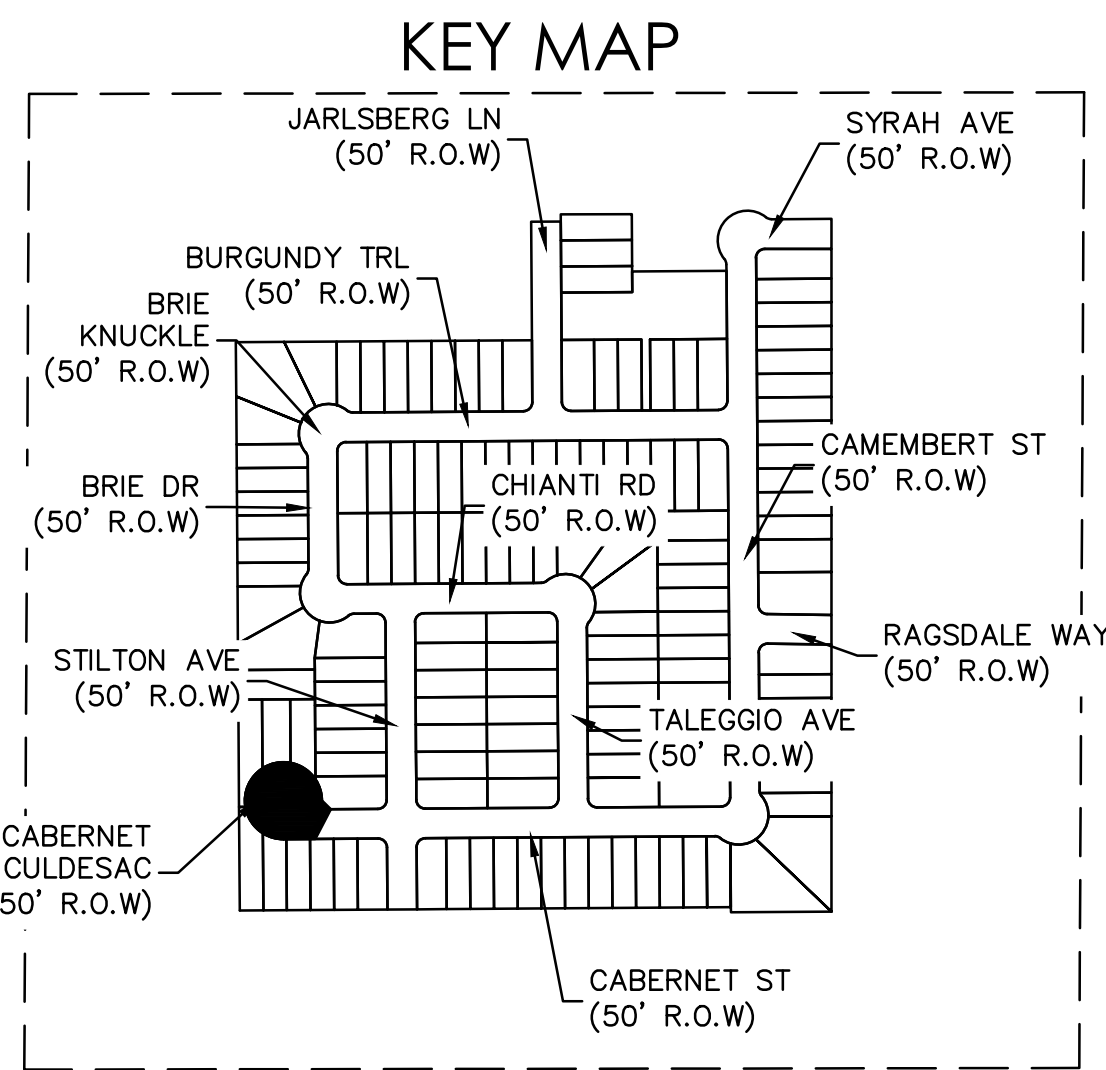 KEY MAP
JARLSBERG LN
(50' R.O.W)
SYRAH AVE
(50' R.O.W)
BURGUNDY TRL
(50' R.O.W)
BRIE
KNUCKLE
(50' R.O.W)
CAMEMBERT ST
(50' R.O.W)
BRIE DR
(50' R.O.W)
CHIANTI RD
(50' R.O.W)
RAGSDALE WAY
(50' R.O.W)
STILTON AVE
(50' R.O.W)
TALEGGIO AVE
(50' R.O.W)
CABERNET
CULDESAC
50' R.O.W)
CABERNET ST
(50' R.O.W)